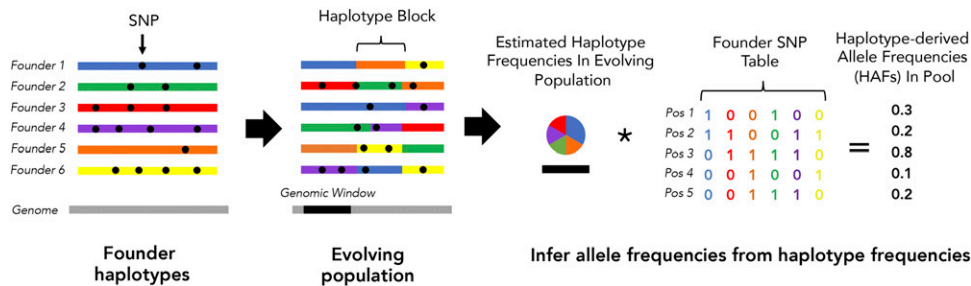 SNP
Founder 1
Founder 2
Founder 3
Founder 4
Founder 5
Founder 6
Genome
Founder
haplotypes
Haplotype Block
Genomic Window
Evolving
population
Estimated Haplotype
Frequencies In Evolving
Population
*
Founder SNP
Table
Pos 1 1 0 0 1 0 0
Pos 2 1 1 0 0 1 1
Pos 3 0 1 1 1 1 0
Pos 4 0 0 1 0 0 1
Pos 5 0 0 1 1 1 0
=
Haplotype-derived
Allele Frequencies
(HAFs) In Pool
0.3
0.2
0.8
0.1
0.2
Infer allele frequencies from haplotype frequencies